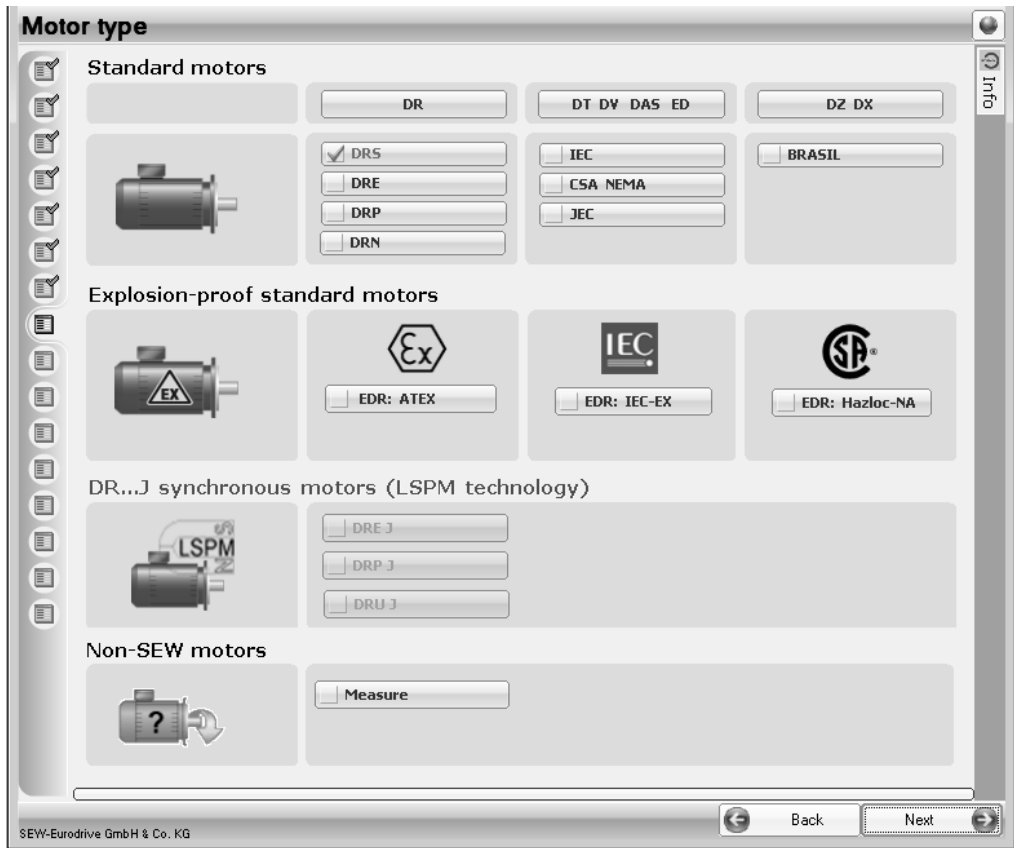 Motor type
Info
Standard motors
DR
DT DV DAS ED
DZ DX
DRS
IEC
BRASIL
DRE
CSA NEMA
DRP
JEC
DRN
Explosion-proof standard motors
EX
Ex
IEC
SA
EDR: ATEX
EDR: IEC-EX
EDR: Hazloc-NA
DR...J synchronous motors (LSPM technology)
LSPM
S
N
DRE J
DRP J
DRU J
Non-SEW motors
?
Measure
SEW-Eurodrive GmbH & Co. KG
Back
Next